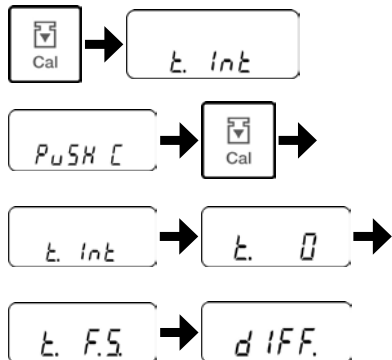 Cal t. Int
PuSH C Cal
t. Int t. 0
t. F.S. dIFF.